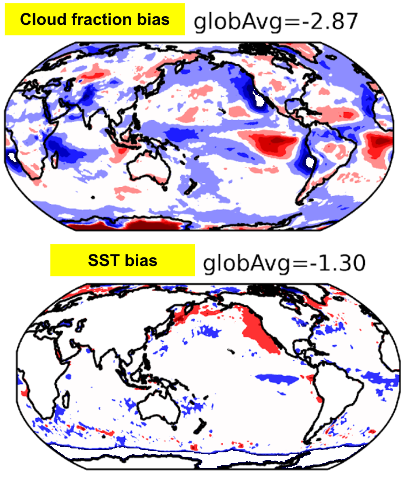 Cloud fraction bias globAvg=-2.87
SST bias globAvg=-1.30